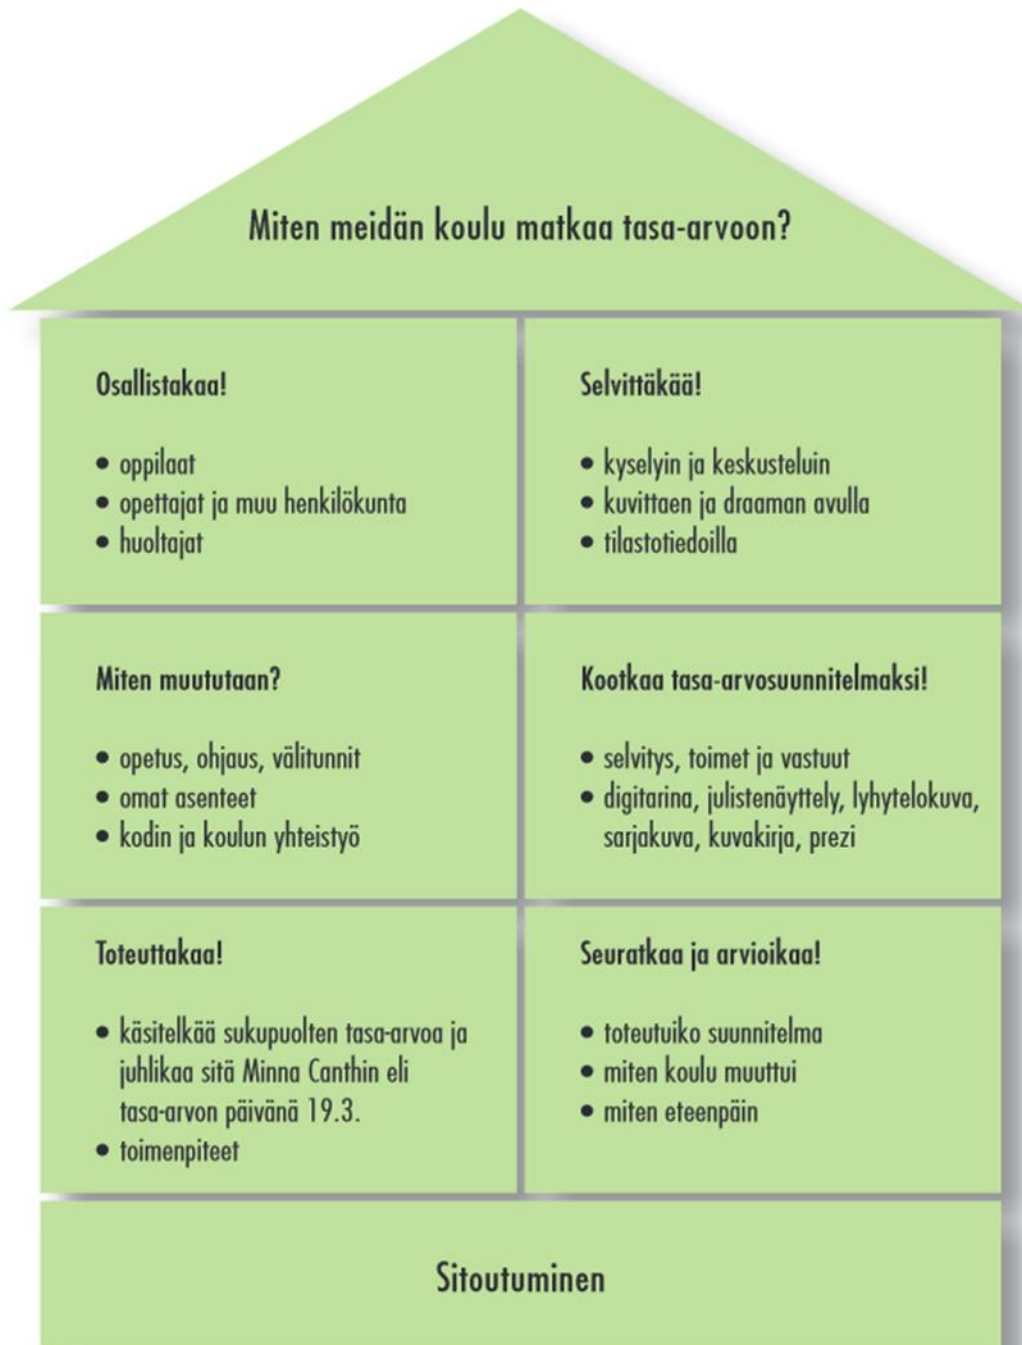 Miten meidän koulu matkaa tasa-arvoon?
Osallistakaa!
• oppilaat
• opettajat ja muu henkilökunta
• huoltajat
Selvittäkää!
• kyselyin ja keskusteluin
• kuvittaen ja draaman avulla
• tilastotiedoilla
Miten muututaan?
• opetus, ohjaus, välitunnit
• omat asenteet
• kodin ja koulun yhteistyö
Kootkaa tasa-arvosuunnitelmaksi!
• selvitys, toimet ja vastuut
• digitarina, julistenäyttely, lyhytelokuva,
sarjakuva, kuvakirja, prezi
Toteuttakaa!
• käsitelkää sukupuolten tasa-arvoa ja
juhlikaa sitä Minna Canthin eli
tasa-arvon päivänä 19.3.
• toimenpiteet
Seuratkaa ja arvioikaa!
• toteutuiko suunnitelma
• miten koulu muuttui
• miten eteenpäin
Sitoutuminen